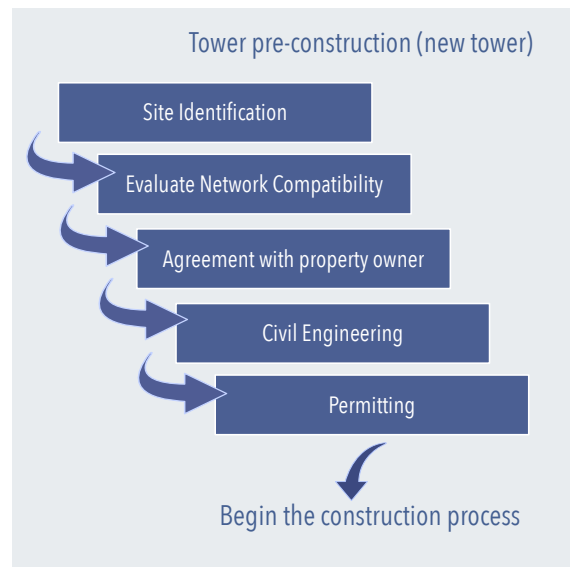 Tower pre-construction (new tower)
Site Identification
Evaluate Network Compatibility
Agreement with property owner
Civil Engineering
Permitting
Begin the construction process